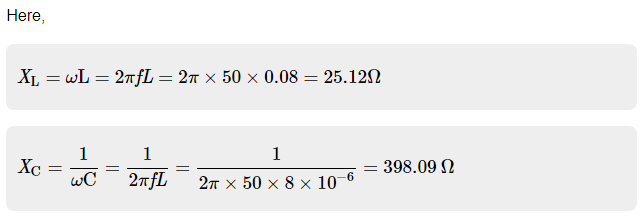 Here,
X_L = ωL = 2πfL = 2π × 50 × 0.08 = 25.12Ω
X_C = 1/ωC = 1/2πfL = 1/(2π × 50 × 8 × 10⁻⁶) = 398.09 Ω